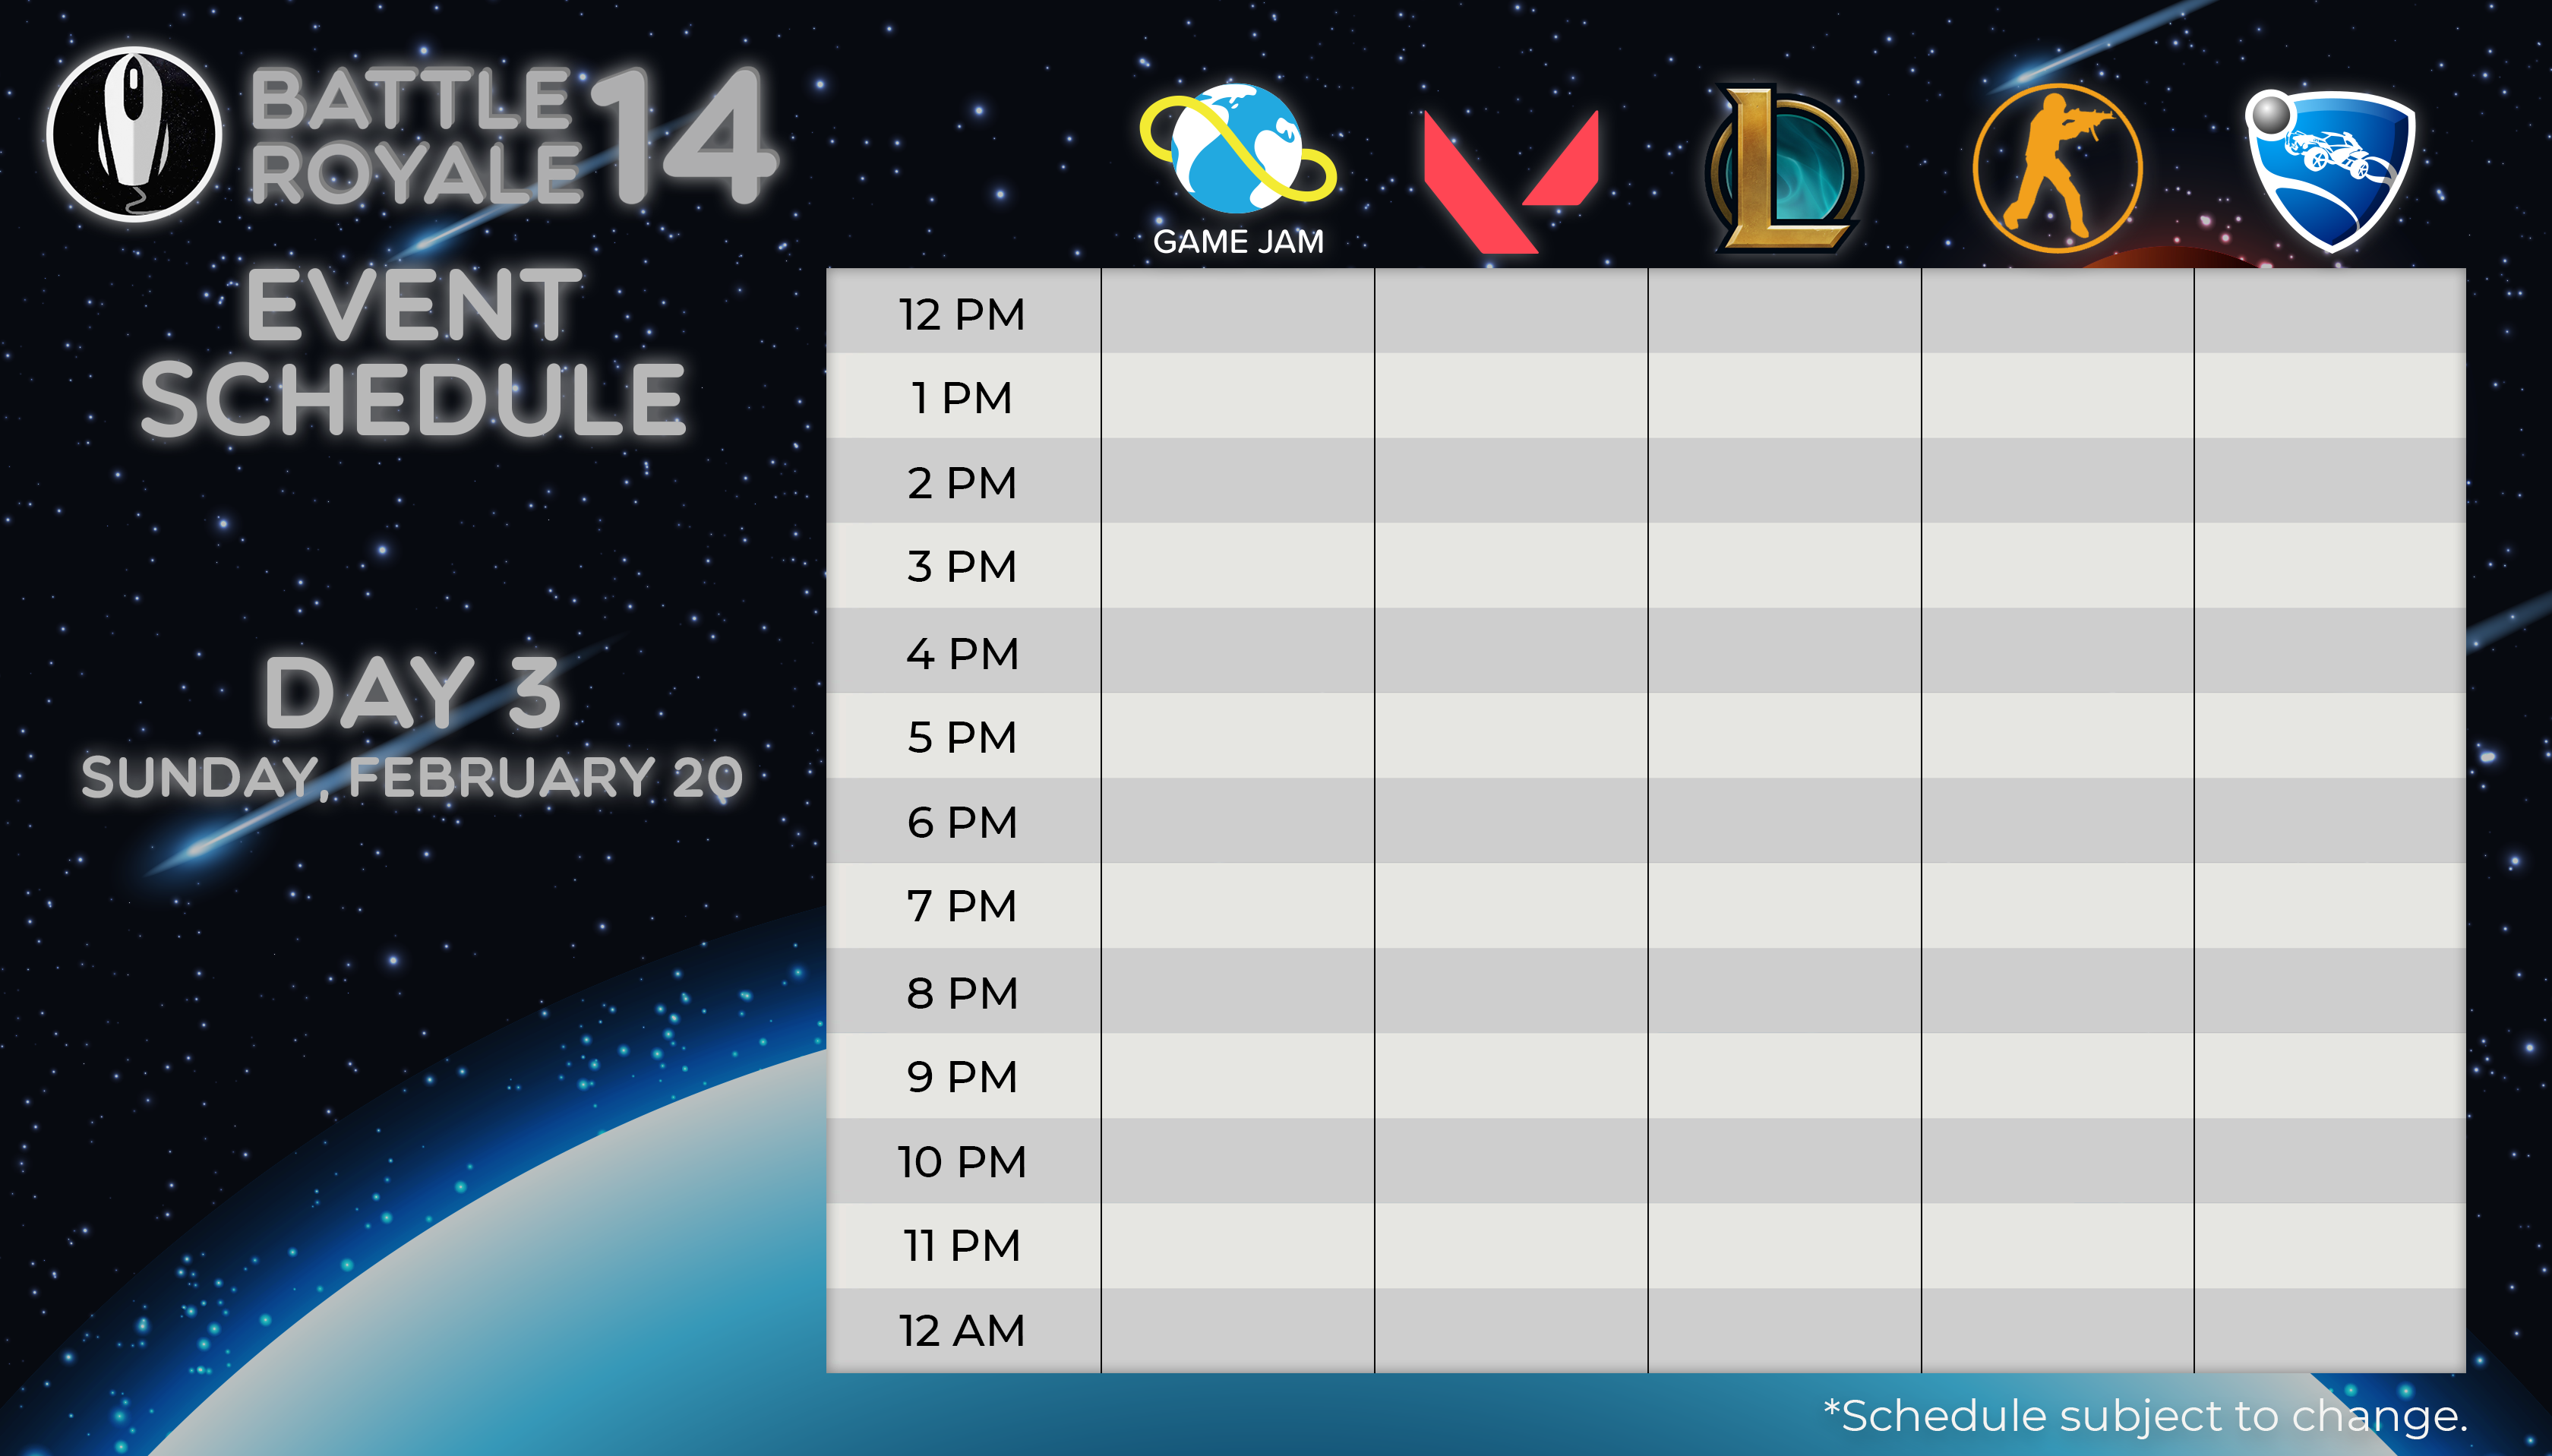 BATTLE
ROYALE 14
EVENT
SCHEDULE
DAY 3
SUNDAY, FEBRUARY 20
GAME JAM
12 PM
1 PM
2 PM
3 PM
4 PM
5 PM
6 PM
7 PM
8 PM
9 PM
10 PM
11 PM
12 AM
*Schedule subject to change.